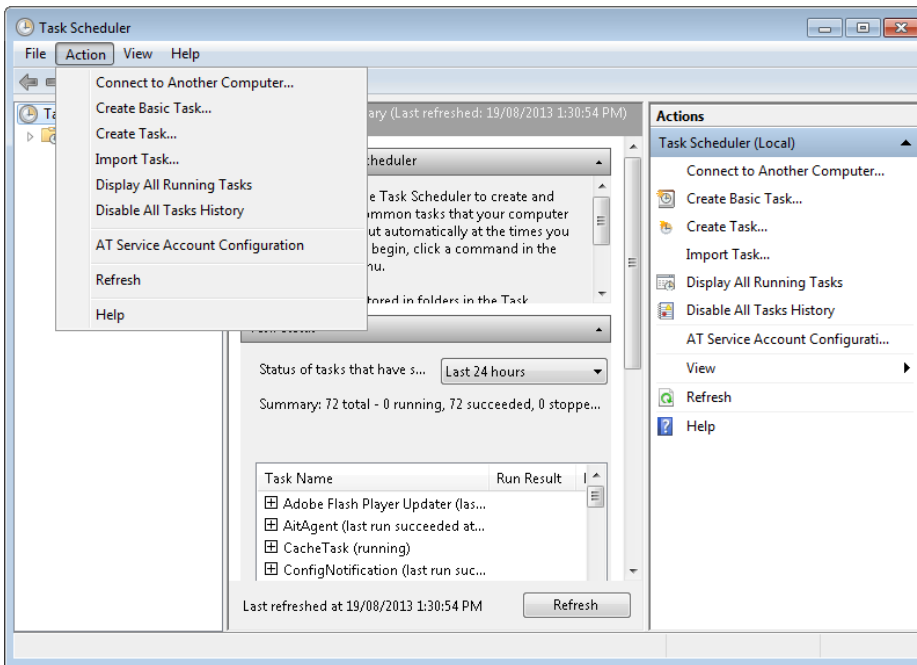 Task Scheduler
File Action View Help
Connect to Another Computer...
Create Basic Task...
Create Task...
Import Task...
Display All Running Tasks
Disable All Tasks History
AT Service Account Configuration
Refresh
Help
(Last refreshed: 19/08/2013 1:30:54 PM)
Task Scheduler to create and
tasks that your computer
automatically at the times you
begin, click a command in the
in folders in the Task
Status of tasks that have s... Last 24 hours
Summary: 72 total - 0 running, 72 succeeded, 0 stoppe...
Task Name Run Result
Adobe Flash Player Updater (las...
AitAgent (last run succeeded at...
CacheTask (running)
ConfigNotification (last run suc...
Last refreshed at 19/08/2013 1:30:54 PM Refresh
Actions
Task Scheduler (Local)
Connect to Another Computer...
Create Basic Task...
Create Task...
Import Task...
Display All Running Tasks
Disable All Tasks History
AT Service Account Configurati...
View
Refresh
Help